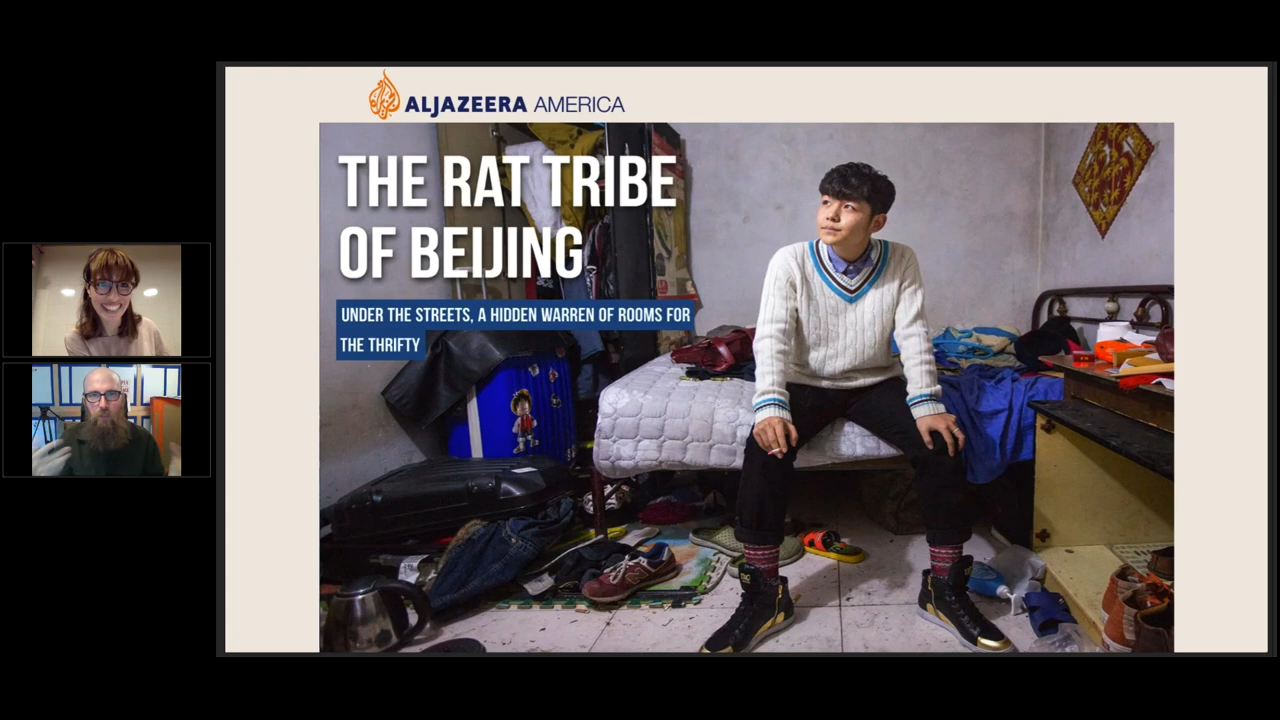 ALJAZEERA AMERICA
THE RAT TRIBE
OF BEIJING
UNDER THE STREETS, A HIDDEN WARREN OF ROOMS FOR
THE THRIFTY